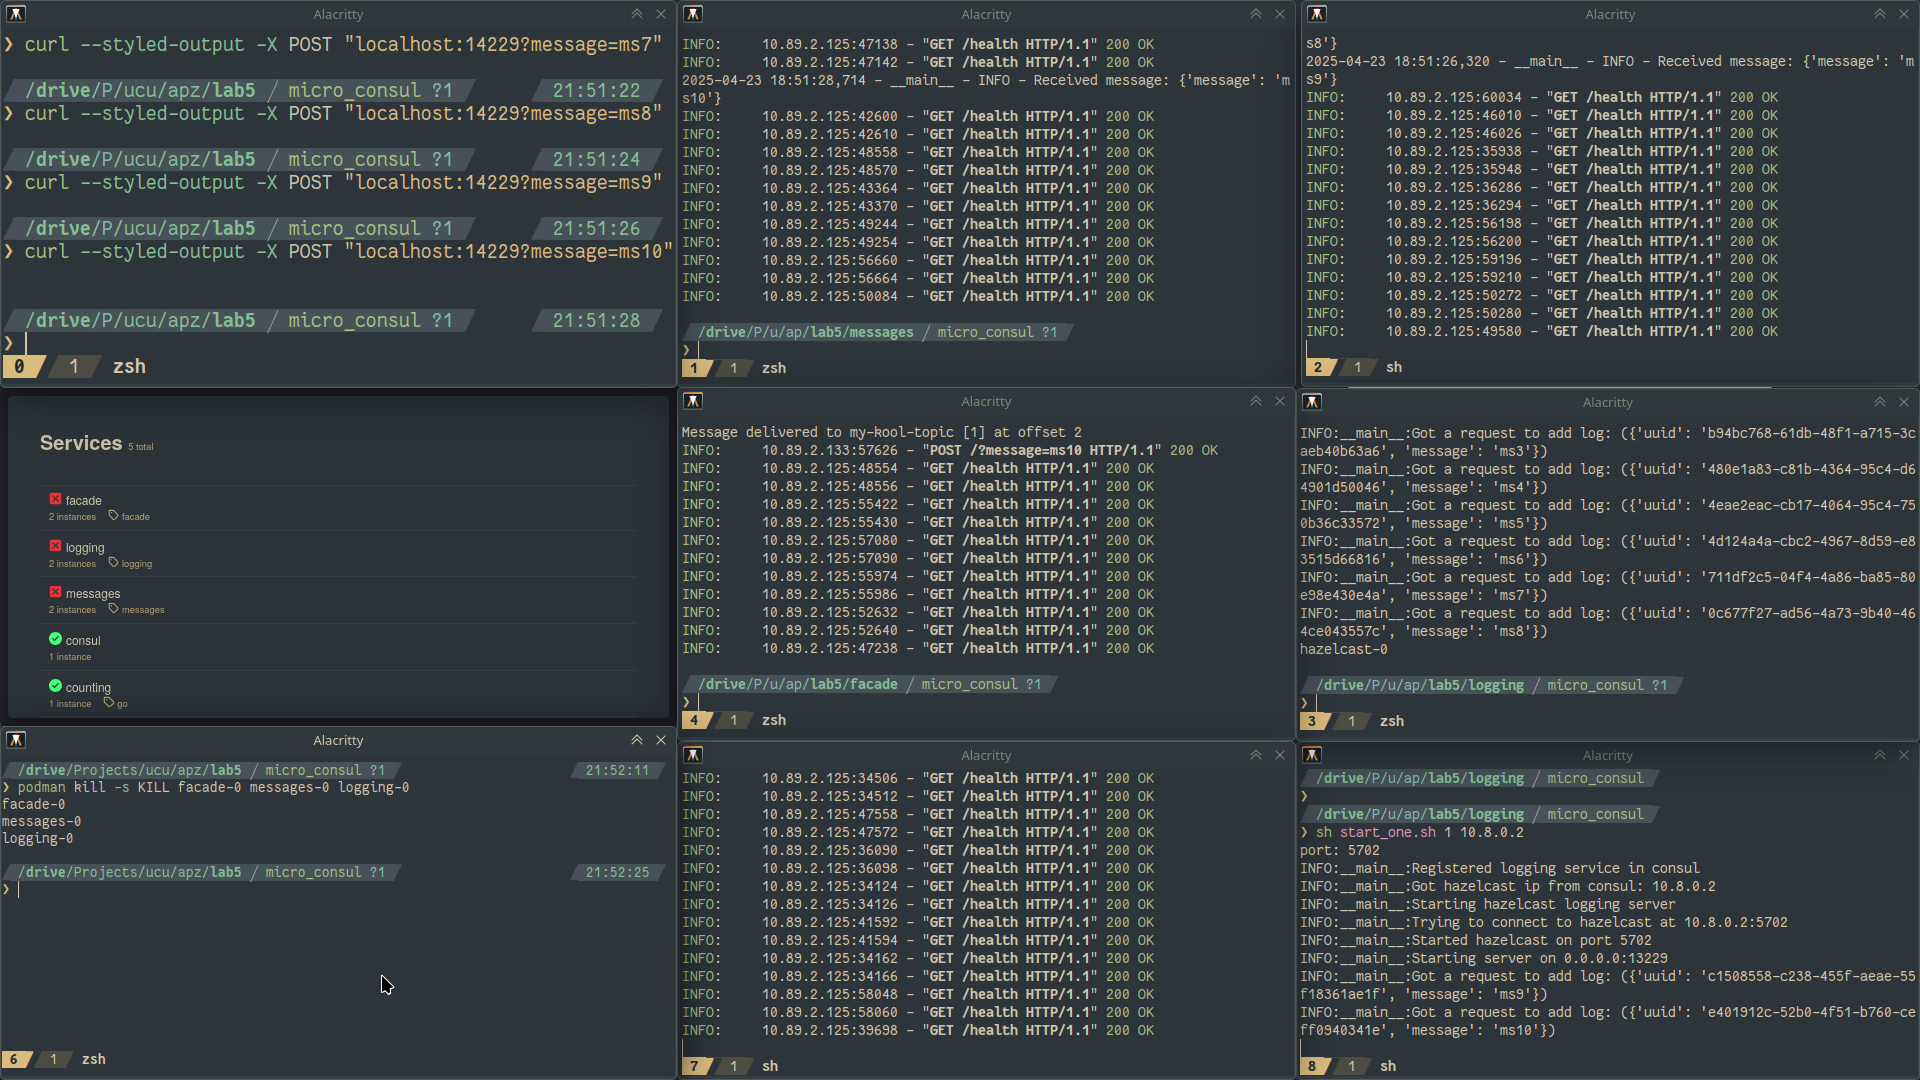 Alacritty
❯ curl --styled-output -X POST "localhost:14229?message=ms7"
/drive/P/ucu/apz/lab5 / micro_consul ?1 21:51:22
❯ curl --styled-output -X POST "localhost:14229?message=ms8"
/drive/P/ucu/apz/lab5 / micro_consul ?1 21:51:24
❯ curl --styled-output -X POST "localhost:14229?message=ms9"
/drive/P/ucu/apz/lab5 / micro_consul ?1 21:51:26
❯ curl --styled-output -X POST "localhost:14229?message=ms10"
/drive/P/ucu/apz/lab5 / micro_consul ?1 21:51:28
❯
0 1 zsh
Alacritty
INFO: 10.89.2.125:47138 - "GET /health HTTP/1.1" 200 OK
INFO: 10.89.2.125:47142 - "GET /health HTTP/1.1" 200 OK
2025-04-23 18:51:28,714 - __main__ - INFO - Received message: {'message': 'm
s10'}
INFO: 10.89.2.125:42600 - "GET /health HTTP/1.1" 200 OK
INFO: 10.89.2.125:42610 - "GET /health HTTP/1.1" 200 OK
INFO: 10.89.2.125:48558 - "GET /health HTTP/1.1" 200 OK
INFO: 10.89.2.125:48570 - "GET /health HTTP/1.1" 200 OK
INFO: 10.89.2.125:43364 - "GET /health HTTP/1.1" 200 OK
INFO: 10.89.2.125:43370 - "GET /health HTTP/1.1" 200 OK
INFO: 10.89.2.125:49244 - "GET /health HTTP/1.1" 200 OK
INFO: 10.89.2.125:49254 - "GET /health HTTP/1.1" 200 OK
INFO: 10.89.2.125:56660 - "GET /health HTTP/1.1" 200 OK
INFO: 10.89.2.125:56664 - "GET /health HTTP/1.1" 200 OK
INFO: 10.89.2.125:50084 - "GET /health HTTP/1.1" 200 OK
/drive/P/u/ap/lab5/messages / micro_consul ?1
❯
1 1 zsh
Alacritty
s8'}
2025-04-23 18:51:26,320 - __main__ - INFO - Received message: {'message': 'm
s9'}
INFO: 10.89.2.125:60034 - "GET /health HTTP/1.1" 200 OK
INFO: 10.89.2.125:46010 - "GET /health HTTP/1.1" 200 OK
INFO: 10.89.2.125:46026 - "GET /health HTTP/1.1" 200 OK
INFO: 10.89.2.125:35938 - "GET /health HTTP/1.1" 200 OK
INFO: 10.89.2.125:35948 - "GET /health HTTP/1.1" 200 OK
INFO: 10.89.2.125:36286 - "GET /health HTTP/1.1" 200 OK
INFO: 10.89.2.125:36294 - "GET /health HTTP/1.1" 200 OK
INFO: 10.89.2.125:56198 - "GET /health HTTP/1.1" 200 OK
INFO: 10.89.2.125:56200 - "GET /health HTTP/1.1" 200 OK
INFO: 10.89.2.125:59196 - "GET /health HTTP/1.1" 200 OK
INFO: 10.89.2.125:59210 - "GET /health HTTP/1.1" 200 OK
INFO: 10.89.2.125:50272 - "GET /health HTTP/1.1" 200 OK
INFO: 10.89.2.125:50280 - "GET /health HTTP/1.1" 200 OK
INFO: 10.89.2.125:49580 - "GET /health HTTP/1.1" 200 OK
2 1 sh
Services 5 total
facade
2 instances facade
logging
2 instances logging
messages
2 instances messages
consul
1 instance
counting
1 instance go
Alacritty
Message delivered to my-kool-topic [1] at offset 2
INFO: 10.89.2.133:57626 - "POST /?message=ms10 HTTP/1.1" 200 OK
INFO: 10.89.2.125:48554 - "GET /health HTTP/1.1" 200 OK
INFO: 10.89.2.125:48556 - "GET /health HTTP/1.1" 200 OK
INFO: 10.89.2.125:55422 - "GET /health HTTP/1.1" 200 OK
INFO: 10.89.2.125:55430 - "GET /health HTTP/1.1" 200 OK
INFO: 10.89.2.125:57080 - "GET /health HTTP/1.1" 200 OK
INFO: 10.89.2.125:57090 - "GET /health HTTP/1.1" 200 OK
INFO: 10.89.2.125:55974 - "GET /health HTTP/1.1" 200 OK
INFO: 10.89.2.125:55986 - "GET /health HTTP/1.1" 200 OK
INFO: 10.89.2.125:52632 - "GET /health HTTP/1.1" 200 OK
INFO: 10.89.2.125:52640 - "GET /health HTTP/1.1" 200 OK
INFO: 10.89.2.125:47238 - "GET /health HTTP/1.1" 200 OK
/drive/P/u/ap/lab5/facade / micro_consul ?1
❯
4 1 zsh
Alacritty
INFO:__main__:Got a request to add log: ({'uuid': 'b94bc768-61db-48f1-a715-3c
aeb40b63a6', 'message': 'ms3'})
INFO:__main__:Got a request to add log: ({'uuid': '480e1a83-c81b-4364-95c4-d6
4901d50046', 'message': 'ms4'})
INFO:__main__:Got a request to add log: ({'uuid': '4eae2eac-cb17-4064-95c4-75
0b36c33572', 'message': 'ms5'})
INFO:__main__:Got a request to add log: ({'uuid': '4d124a4a-cbc2-4967-8d59-e8
3515d66816', 'message': 'ms6'})
INFO:__main__:Got a request to add log: ({'uuid': '711df2c5-04f4-4a86-ba85-80
e98e430e4a', 'message': 'ms7'})
INFO:__main__:Got a request to add log: ({'uuid': '0c677f27-ad56-4a73-9b40-46
4ce043557c', 'message': 'ms8'})
hazelcast-0
/drive/P/u/ap/lab5/logging / micro_consul ?1
❯
3 1 zsh
Alacritty
/drive/Projects/ucu/apz/lab5 / micro_consul ?1 21:52:11
❯ podman kill -s KILL facade-0 messages-0 logging-0
facade-0
messages-0
logging-0
/drive/Projects/ucu/apz/lab5 / micro_consul ?1 21:52:25
❯
6 1 zsh
Alacritty
INFO: 10.89.2.125:34506 - "GET /health HTTP/1.1" 200 OK
INFO: 10.89.2.125:34512 - "GET /health HTTP/1.1" 200 OK
INFO: 10.89.2.125:47558 - "GET /health HTTP/1.1" 200 OK
INFO: 10.89.2.125:47572 - "GET /health HTTP/1.1" 200 OK
INFO: 10.89.2.125:36090 - "GET /health HTTP/1.1" 200 OK
INFO: 10.89.2.125:36098 - "GET /health HTTP/1.1" 200 OK
INFO: 10.89.2.125:34124 - "GET /health HTTP/1.1" 200 OK
INFO: 10.89.2.125:34126 - "GET /health HTTP/1.1" 200 OK
INFO: 10.89.2.125:41592 - "GET /health HTTP/1.1" 200 OK
INFO: 10.89.2.125:41594 - "GET /health HTTP/1.1" 200 OK
INFO: 10.89.2.125:34162 - "GET /health HTTP/1.1" 200 OK
INFO: 10.89.2.125:34166 - "GET /health HTTP/1.1" 200 OK
INFO: 10.89.2.125:58048 - "GET /health HTTP/1.1" 200 OK
INFO: 10.89.2.125:58060 - "GET /health HTTP/1.1" 200 OK
INFO: 10.89.2.125:39698 - "GET /health HTTP/1.1" 200 OK
7 1 sh
Alacritty
/drive/P/u/ap/lab5/logging / micro_consul
❯
/drive/P/u/ap/lab5/logging / micro_consul
❯ sh start_one.sh 1 10.8.0.2
port: 5702
INFO:__main__:Registered logging service in consul
INFO:__main__:Got hazelcast ip from consul: 10.8.0.2
INFO:__main__:Starting hazelcast logging server
INFO:__main__:Trying to connect to hazelcast at 10.8.0.2:5702
INFO:__main__:Started hazelcast on port 5702
INFO:__main__:Starting server on 0.0.0.0:13229
INFO:__main__:Got a request to add log: ({'uuid': 'c1508558-c238-455f-aeae-55
f18361ae1f', 'message': 'ms9'})
INFO:__main__:Got a request to add log: ({'uuid': 'e401912c-52b0-4f51-b760-ce
ff0940341e', 'message': 'ms10'})
8 1 sh